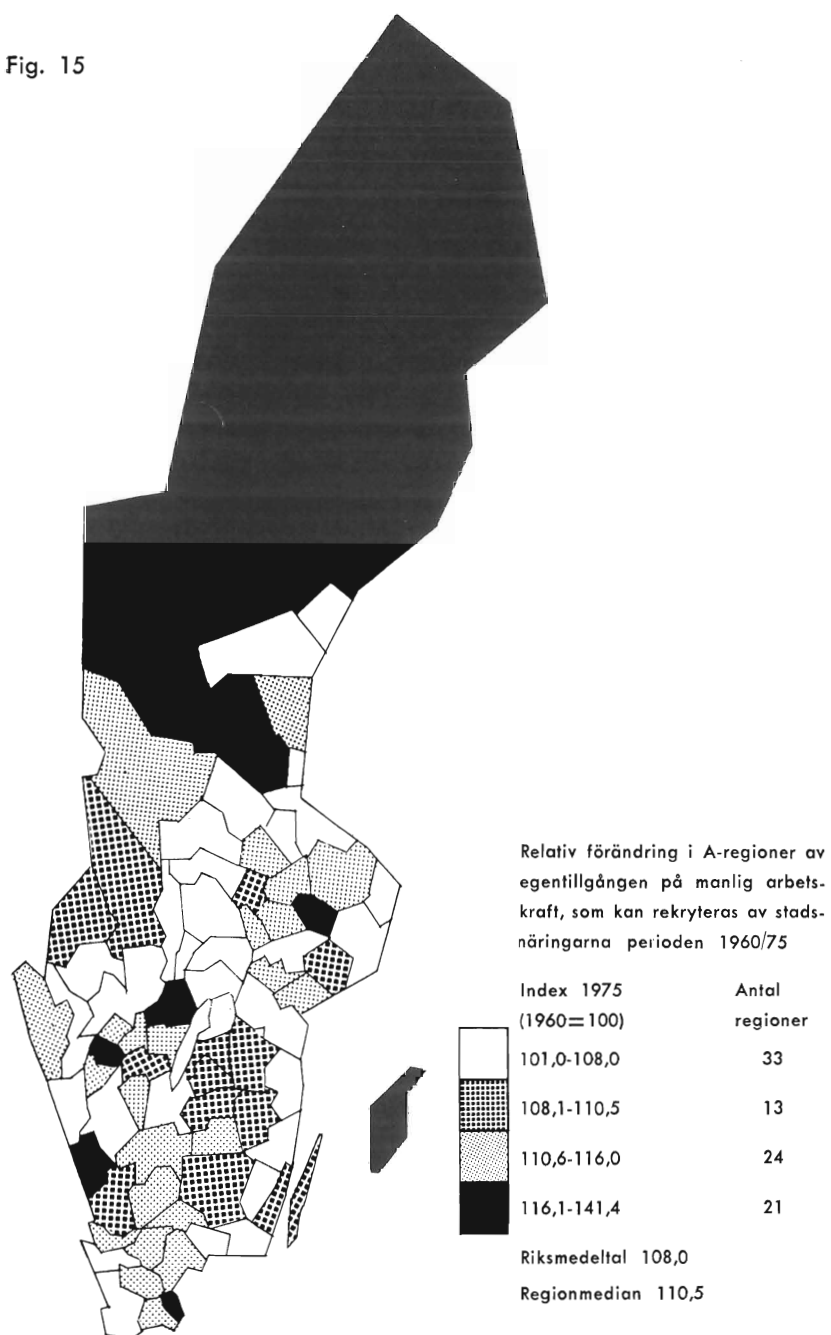 Fig. 15
Relativ förändring i A-regioner av
egentillgången på manlig arbets-
kraft, som kan rekryteras av stads-
näringarna perioden 1960/75
Index 1975 Antal
(1960=100) regioner
101,0-108,0 33
108,1-110,5 13
110,6-116,0 24
116,1-141,4 21
Riksmedeltal 108,0
Regionmedian 110,5